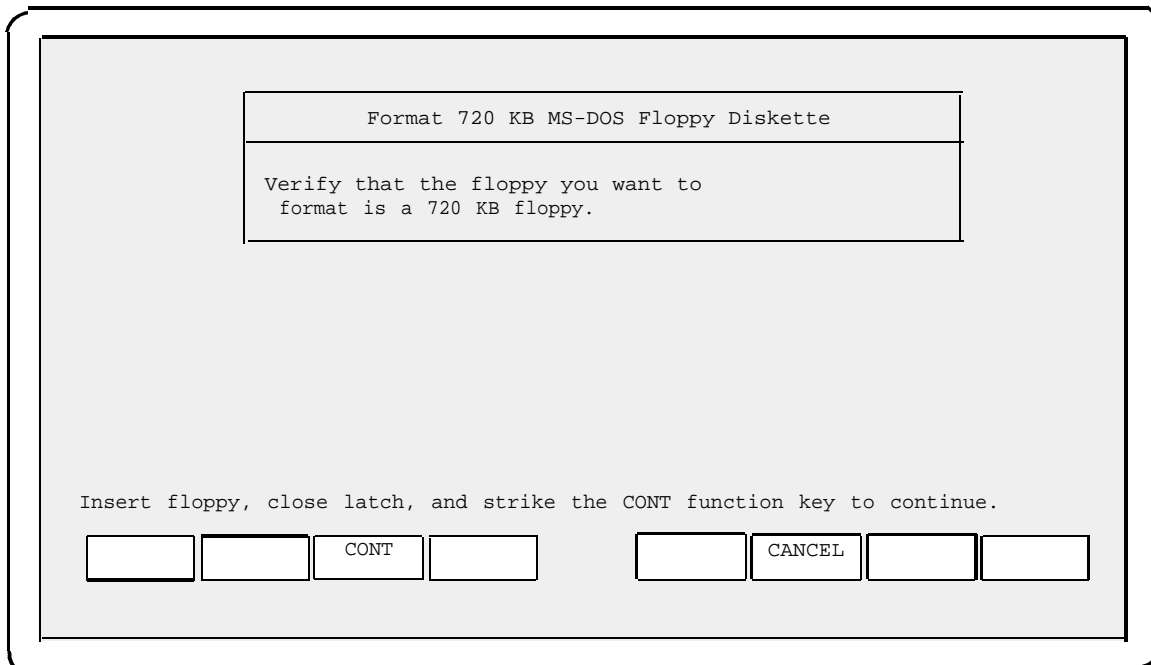 Format 720 KB MS-DOS Floppy Diskette
Verify that the floppy you want to
format is a 720 KB floppy.
Insert floppy, close latch, and strike the CONT function key to continue.
CONT
CANCEL